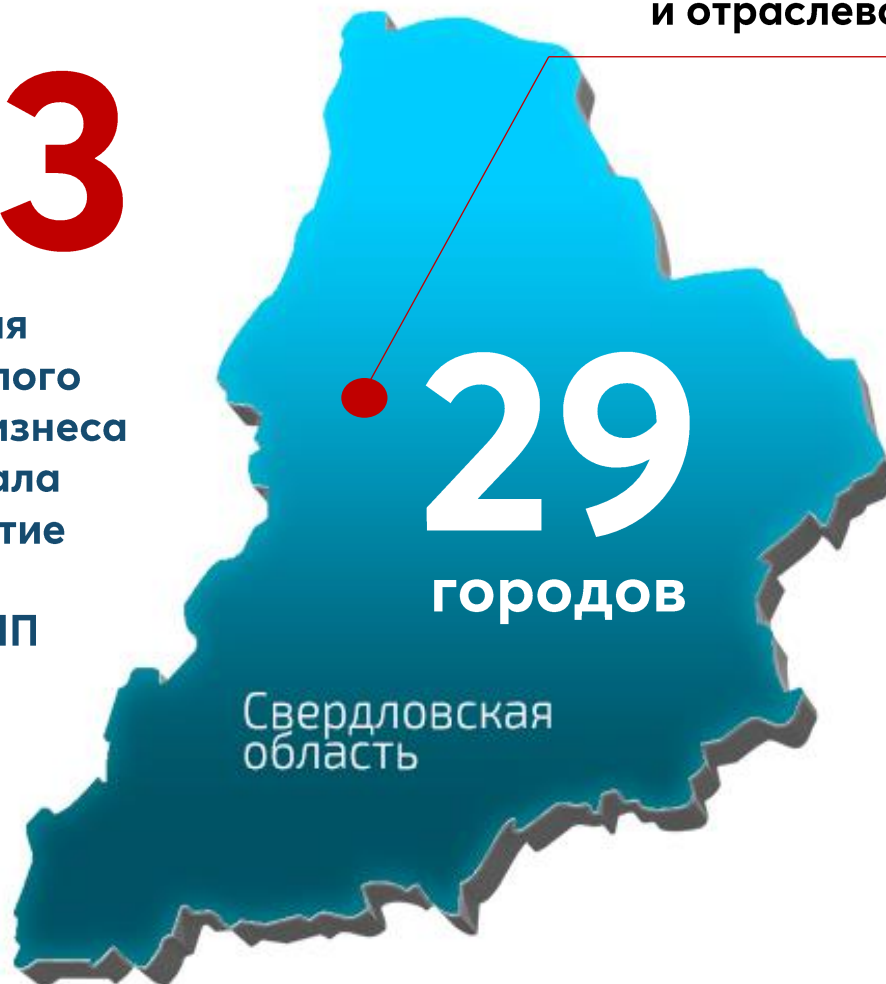 и отраслево
3
ия
лого
изнеса
ала
тие
ИП
29
городов
Свердловская
область